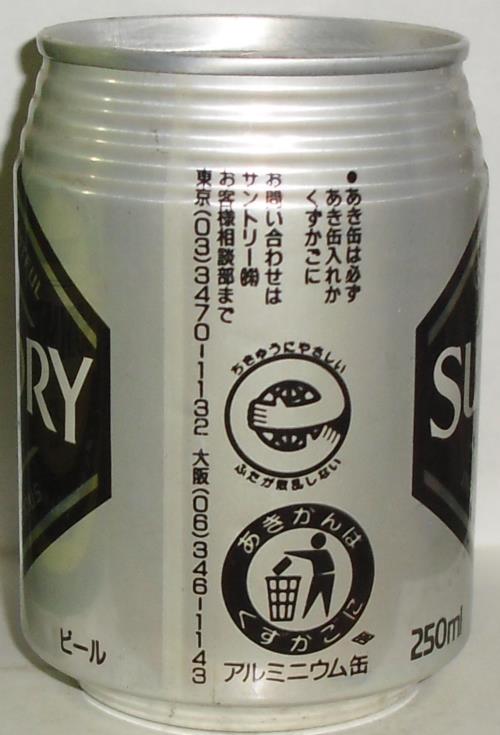 ●あき缶は必ず
あき缶入れか
くずかごに
お問い合わせは
サントリー㈱
お客様相談部まで
東京(03)3470-1132 大阪(06)346-1143
ちきゅうにやさしい
ふたが散乱しない
あきかんは
くずかごに
アルミニウム缶
ビール
250ml
ORY
SU